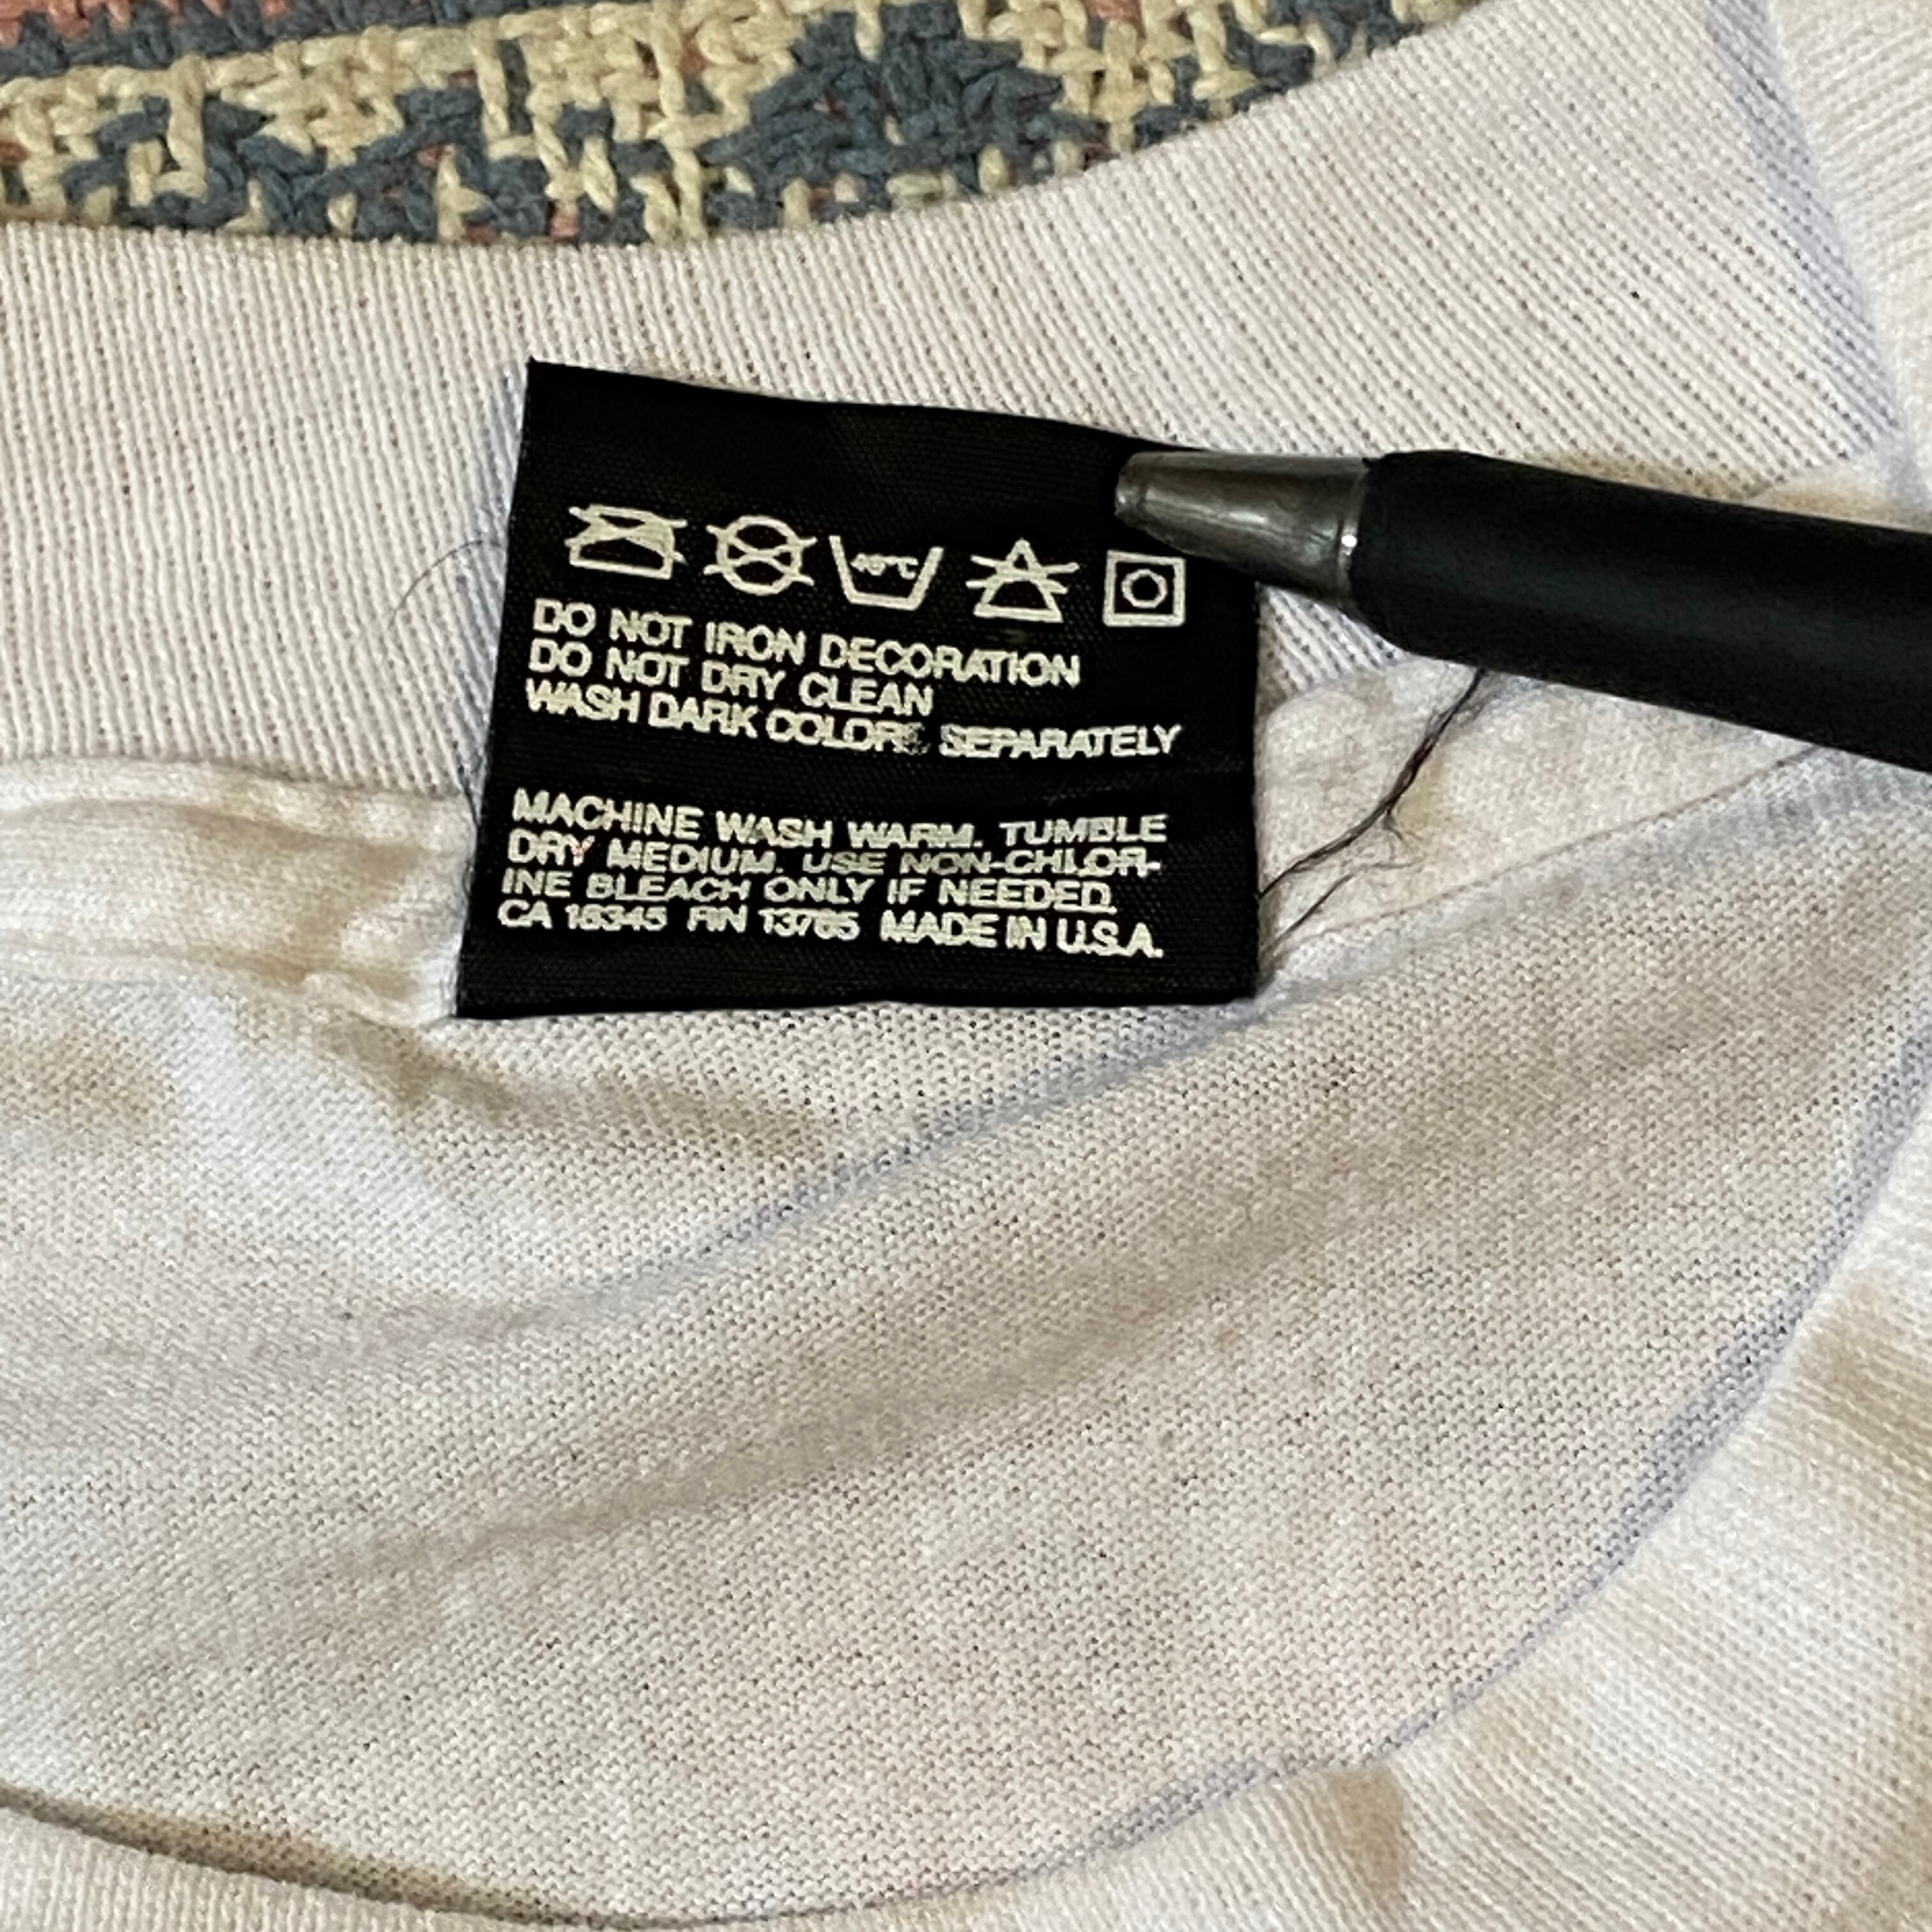 40°C
DO NOT IRON DECORATION
DO NOT DRY CLEAN
WASH DARK COLORS SEPARATELY
MACHINE WASH WARM. TUMBLE
DRY MEDIUM. USE NON-CHLOR-
INE BLEACH ONLY IF NEEDED.
CA 16345 RN 13765 MADE IN U.S.A.